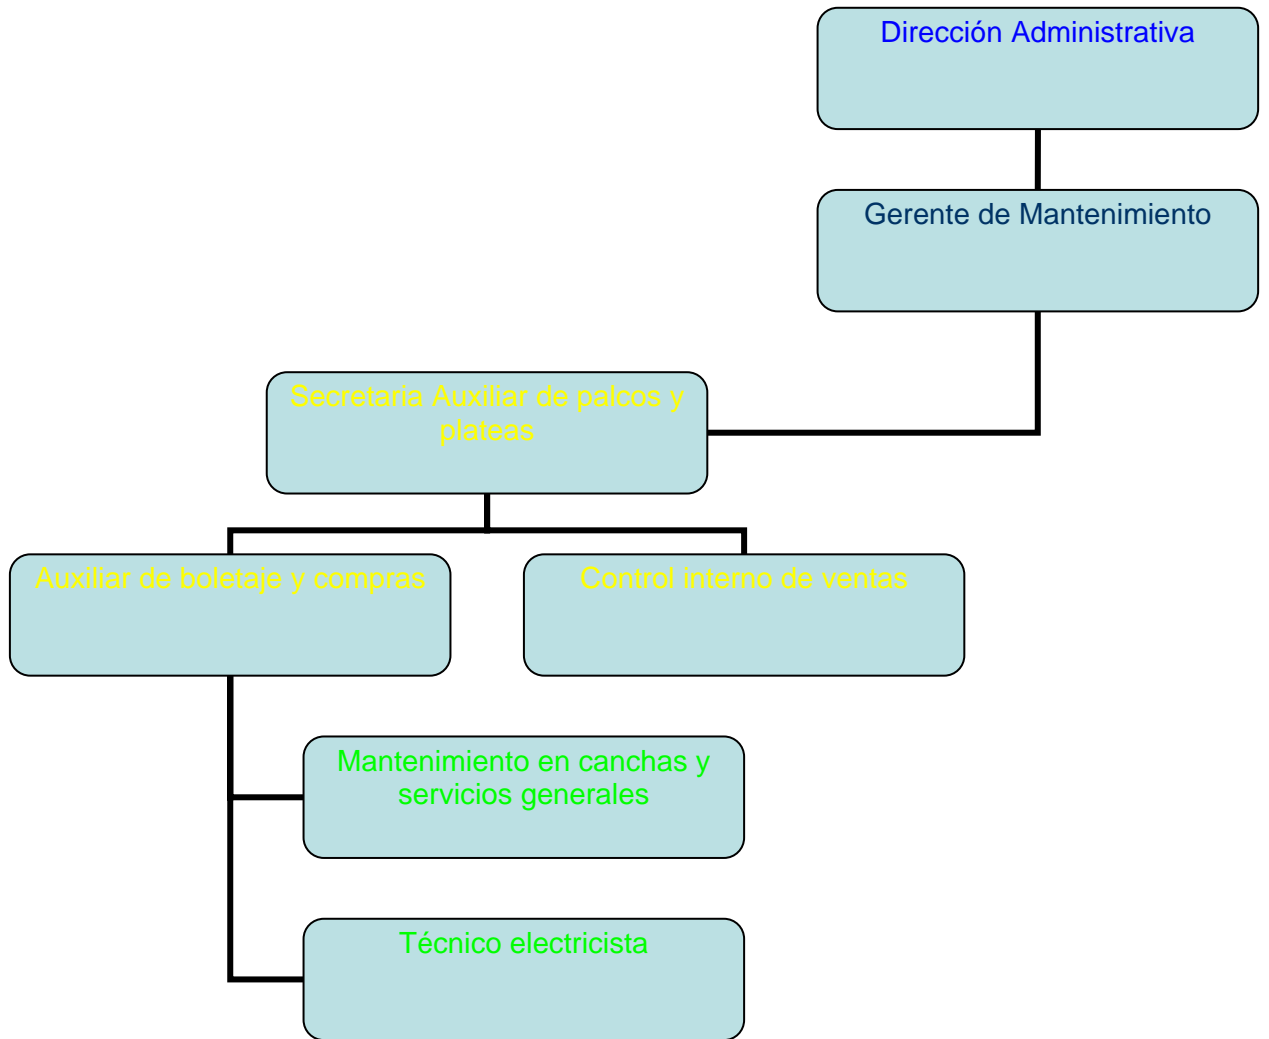 Dirección Administrativa
Gerente de Mantenimiento
Secretaria Auxiliar de palcos y
plateas
Auxiliar de boletaje y compras
Control interno de ventas
Mantenimiento en canchas y
servicios generales
Técnico electricista